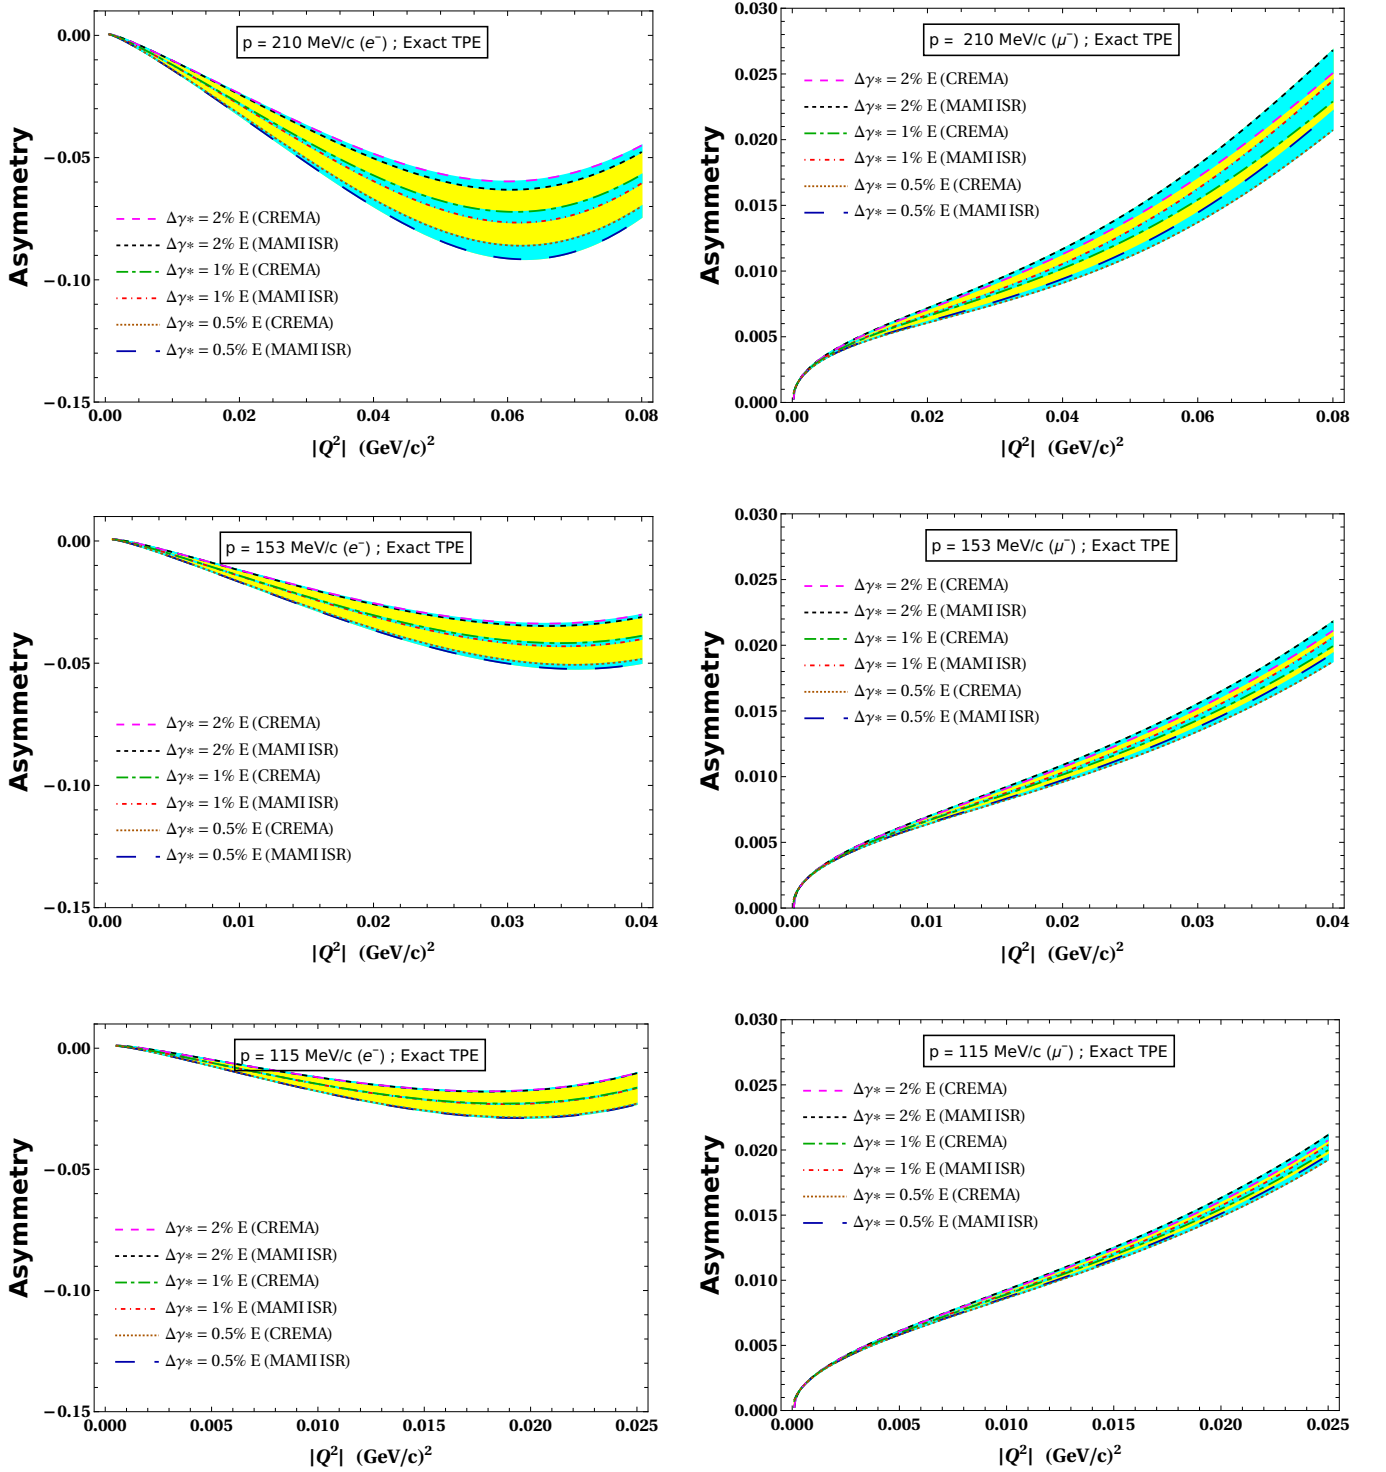 p = 210 MeV/c (e⁻) ; Exact TPE
Asymmetry
0.00
−0.05
−0.10
−0.15
Δγ* = 2% E (CREMA)
Δγ* = 2% E (MAMI ISR)
Δγ* = 1% E (CREMA)
Δγ* = 1% E (MAMI ISR)
Δγ* = 0.5% E (CREMA)
Δγ* = 0.5% E (MAMI ISR)
0.00 0.02 0.04 0.06 0.08
|Q²| (GeV/c)²
p = 210 MeV/c (μ⁻) ; Exact TPE
Asymmetry
0.030
0.025
0.020
0.015
0.010
0.005
0.000
Δγ* = 2% E (CREMA)
Δγ* = 2% E (MAMI ISR)
Δγ* = 1% E (CREMA)
Δγ* = 1% E (MAMI ISR)
Δγ* = 0.5% E (CREMA)
Δγ* = 0.5% E (MAMI ISR)
0.00 0.02 0.04 0.06 0.08
|Q²| (GeV/c)²
p = 153 MeV/c (e⁻) ; Exact TPE
Asymmetry
0.00
−0.05
−0.10
−0.15
Δγ* = 2% E (CREMA)
Δγ* = 2% E (MAMI ISR)
Δγ* = 1% E (CREMA)
Δγ* = 1% E (MAMI ISR)
Δγ* = 0.5% E (CREMA)
Δγ* = 0.5% E (MAMI ISR)
0.00 0.01 0.02 0.03 0.04
|Q²| (GeV/c)²
p = 153 MeV/c (μ⁻) ; Exact TPE
Asymmetry
0.030
0.025
0.020
0.015
0.010
0.005
0.000
Δγ* = 2% E (CREMA)
Δγ* = 2% E (MAMI ISR)
Δγ* = 1% E (CREMA)
Δγ* = 1% E (MAMI ISR)
Δγ* = 0.5% E (CREMA)
Δγ* = 0.5% E (MAMI ISR)
0.00 0.01 0.02 0.03 0.04
|Q²| (GeV/c)²
p = 115 MeV/c (e⁻) ; Exact TPE
Asymmetry
0.00
−0.05
−0.10
−0.15
Δγ* = 2% E (CREMA)
Δγ* = 2% E (MAMI ISR)
Δγ* = 1% E (CREMA)
Δγ* = 1% E (MAMI ISR)
Δγ* = 0.5% E (CREMA)
Δγ* = 0.5% E (MAMI ISR)
0.000 0.005 0.010 0.015 0.020 0.025
|Q²| (GeV/c)²
p = 115 MeV/c (μ⁻) ; Exact TPE
Asymmetry
0.030
0.025
0.020
0.015
0.010
0.005
0.000
Δγ* = 2% E (CREMA)
Δγ* = 2% E (MAMI ISR)
Δγ* = 1% E (CREMA)
Δγ* = 1% E (MAMI ISR)
Δγ* = 0.5% E (CREMA)
Δγ* = 0.5% E (MAMI ISR)
0.000 0.005 0.010 0.015 0.020 0.025
|Q²| (GeV/c)²